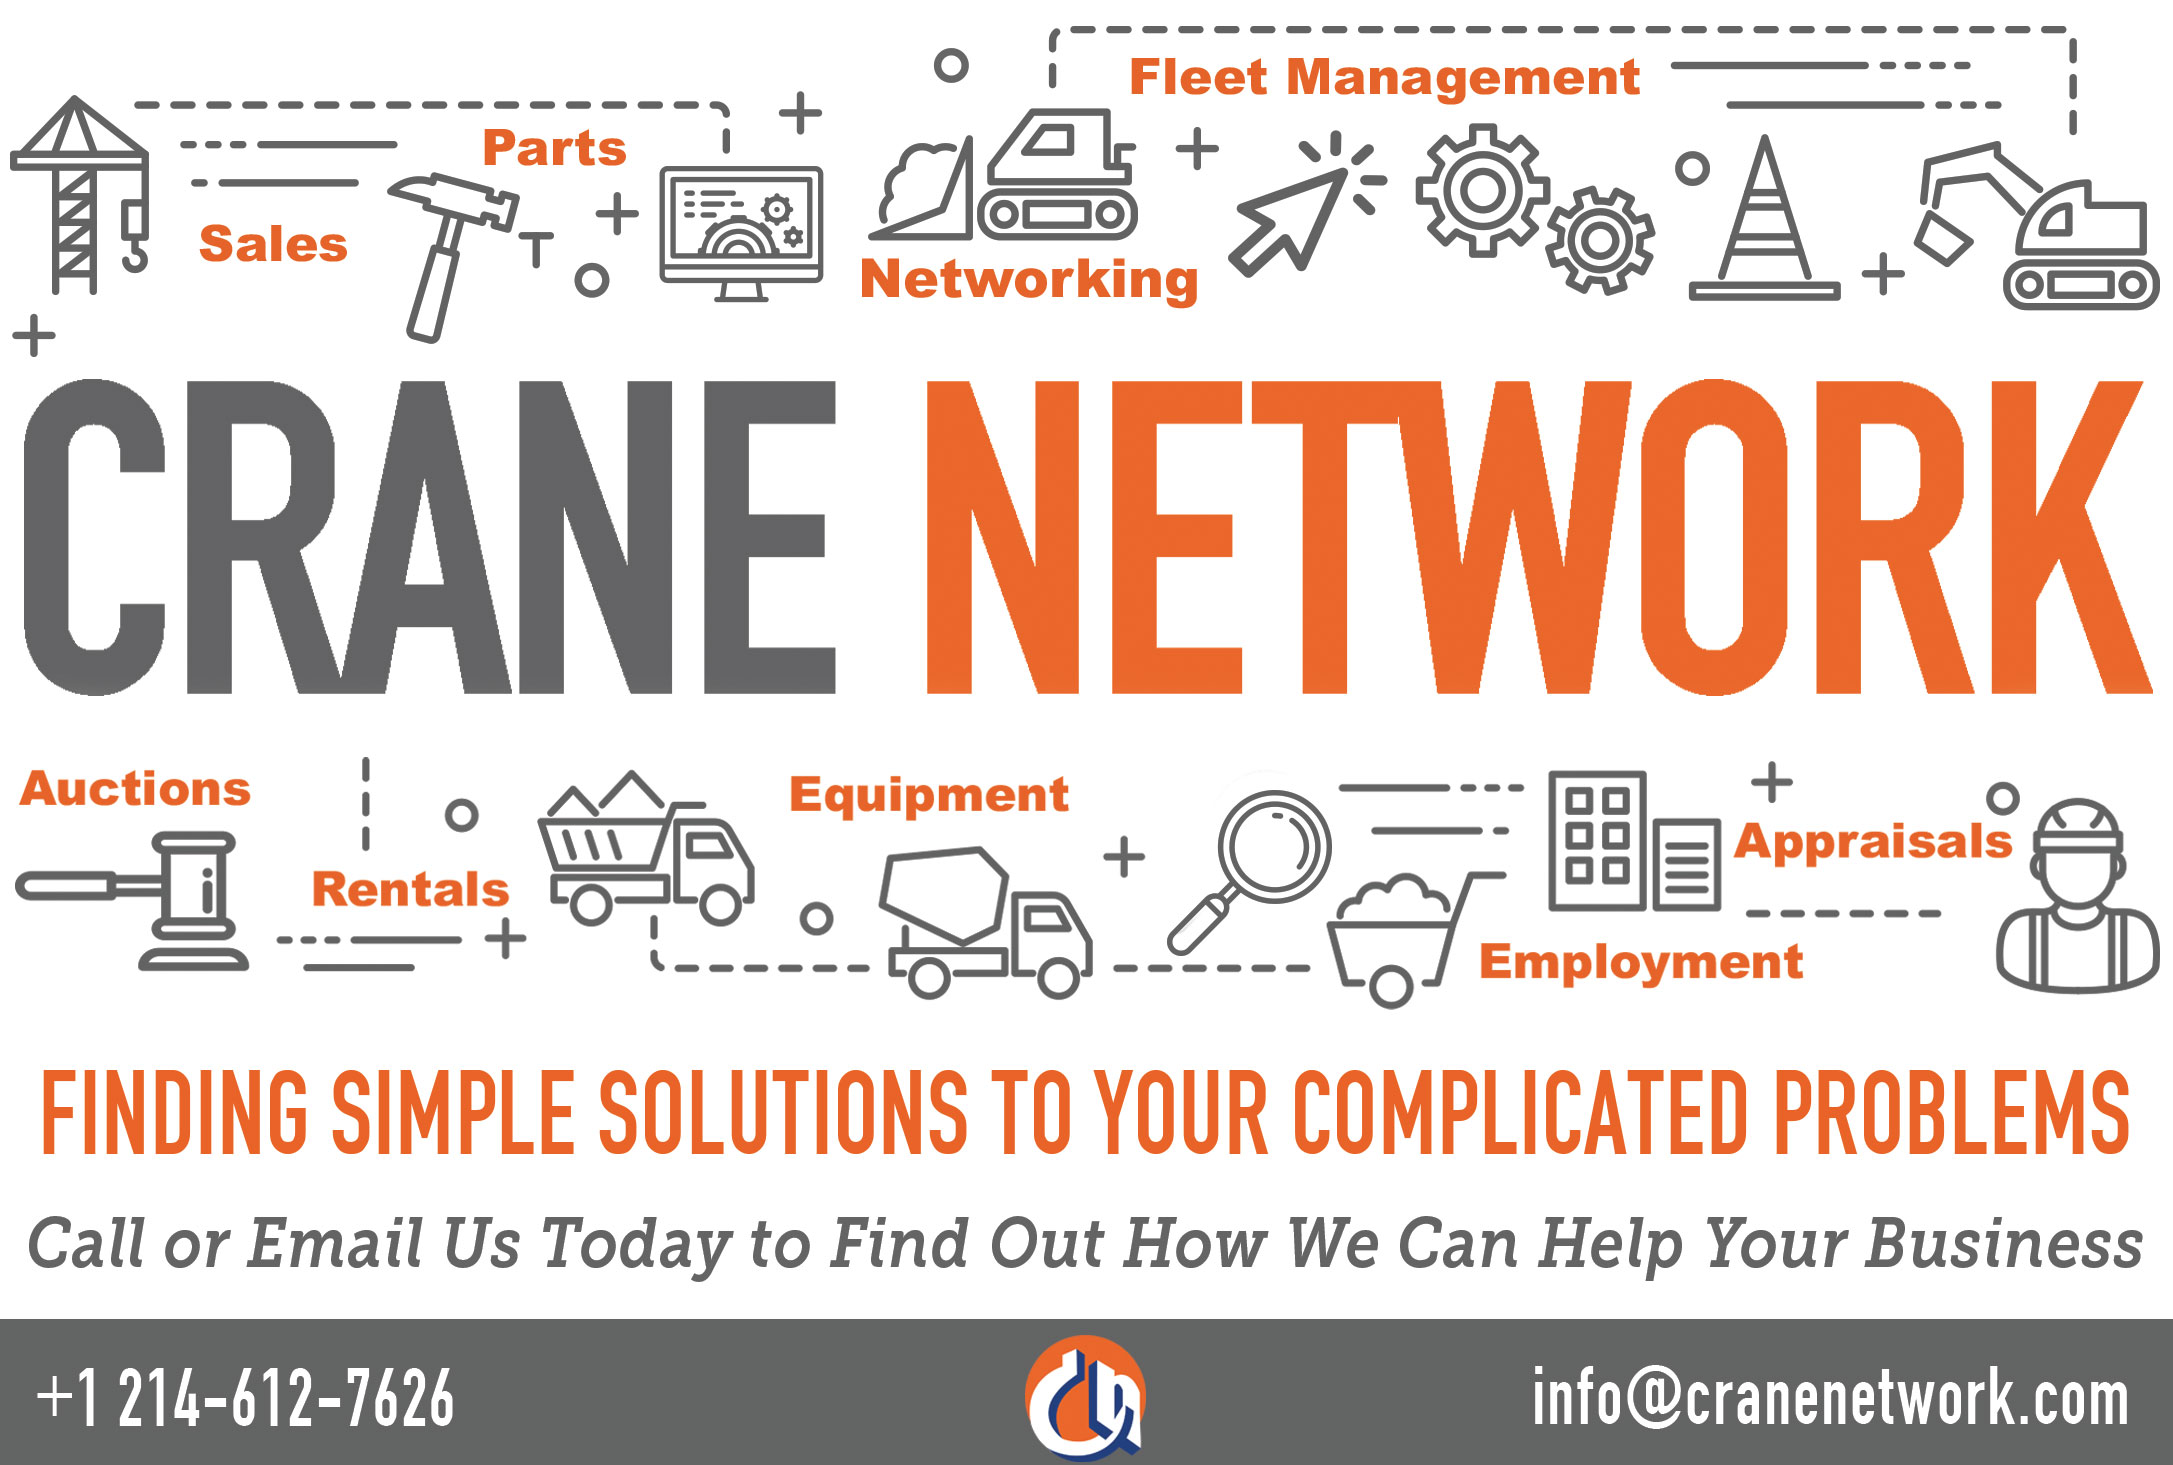 Fleet Management
Parts
Sales
Networking
CRANE NETWORK
Auctions
Equipment
Appraisals
Rentals
Employment
FINDING SIMPLE SOLUTIONS TO YOUR COMPLICATED PROBLEMS
Call or Email Us Today to Find Out How We Can Help Your Business
+1 214-612-7626
info@cranenetwork.com